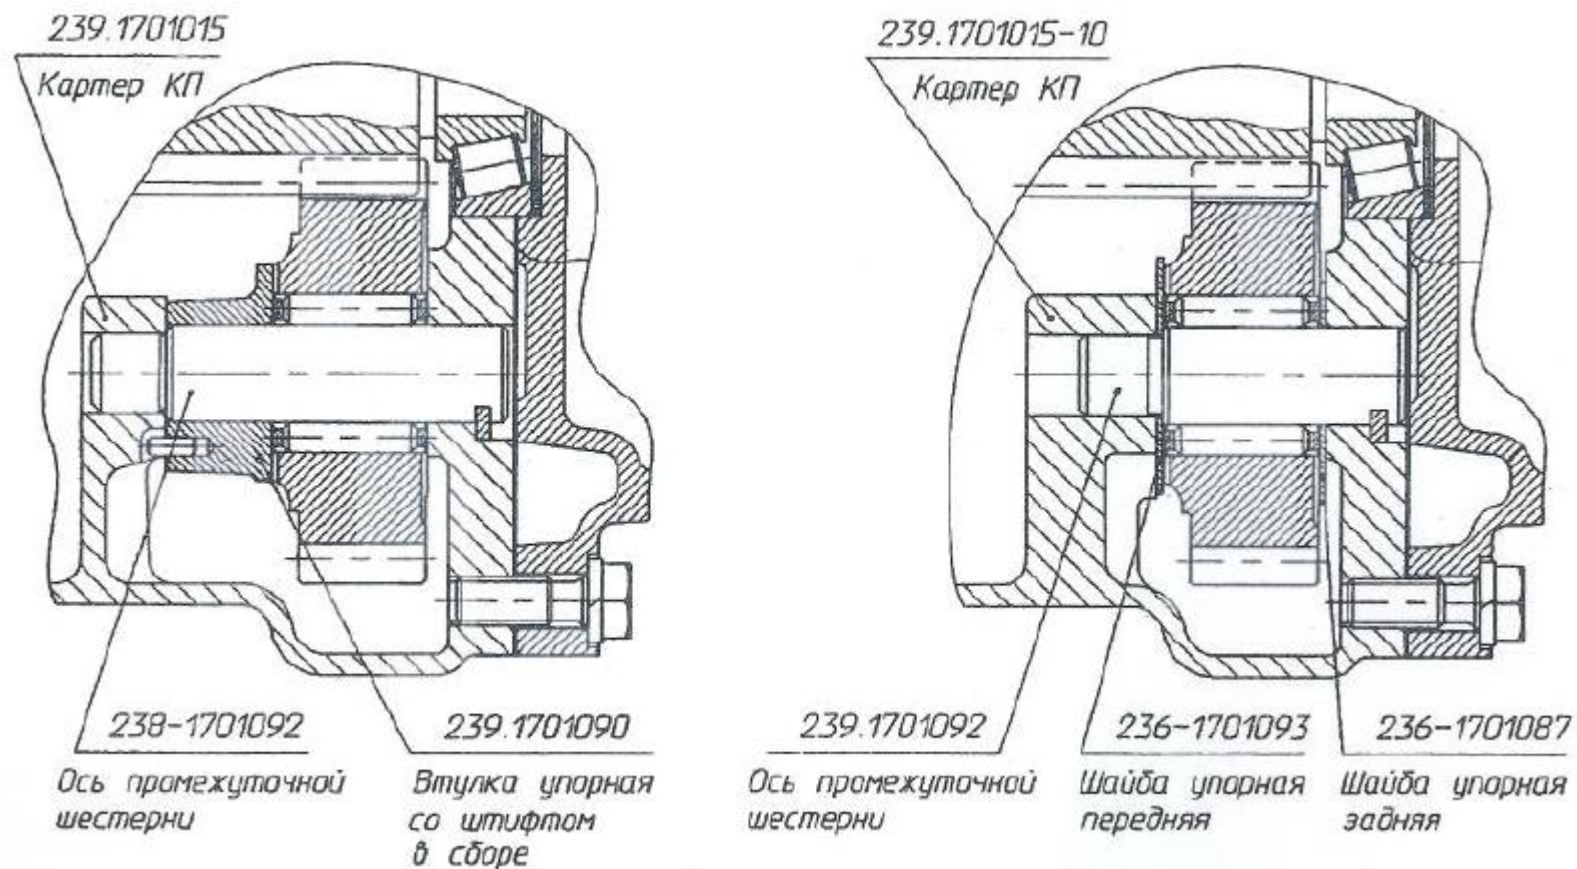 239.1701015
Картер КП
239.1701015-10
Картер КП
238-1701092
Ось промежуточной
шестерни
239.1701090
Втулка упорная
со штифтом
в сборе
239.1701092
Ось промежуточной
шестерни
236-1701093
Шайба упорная
передняя
236-1701087
Шайба упорная
задняя